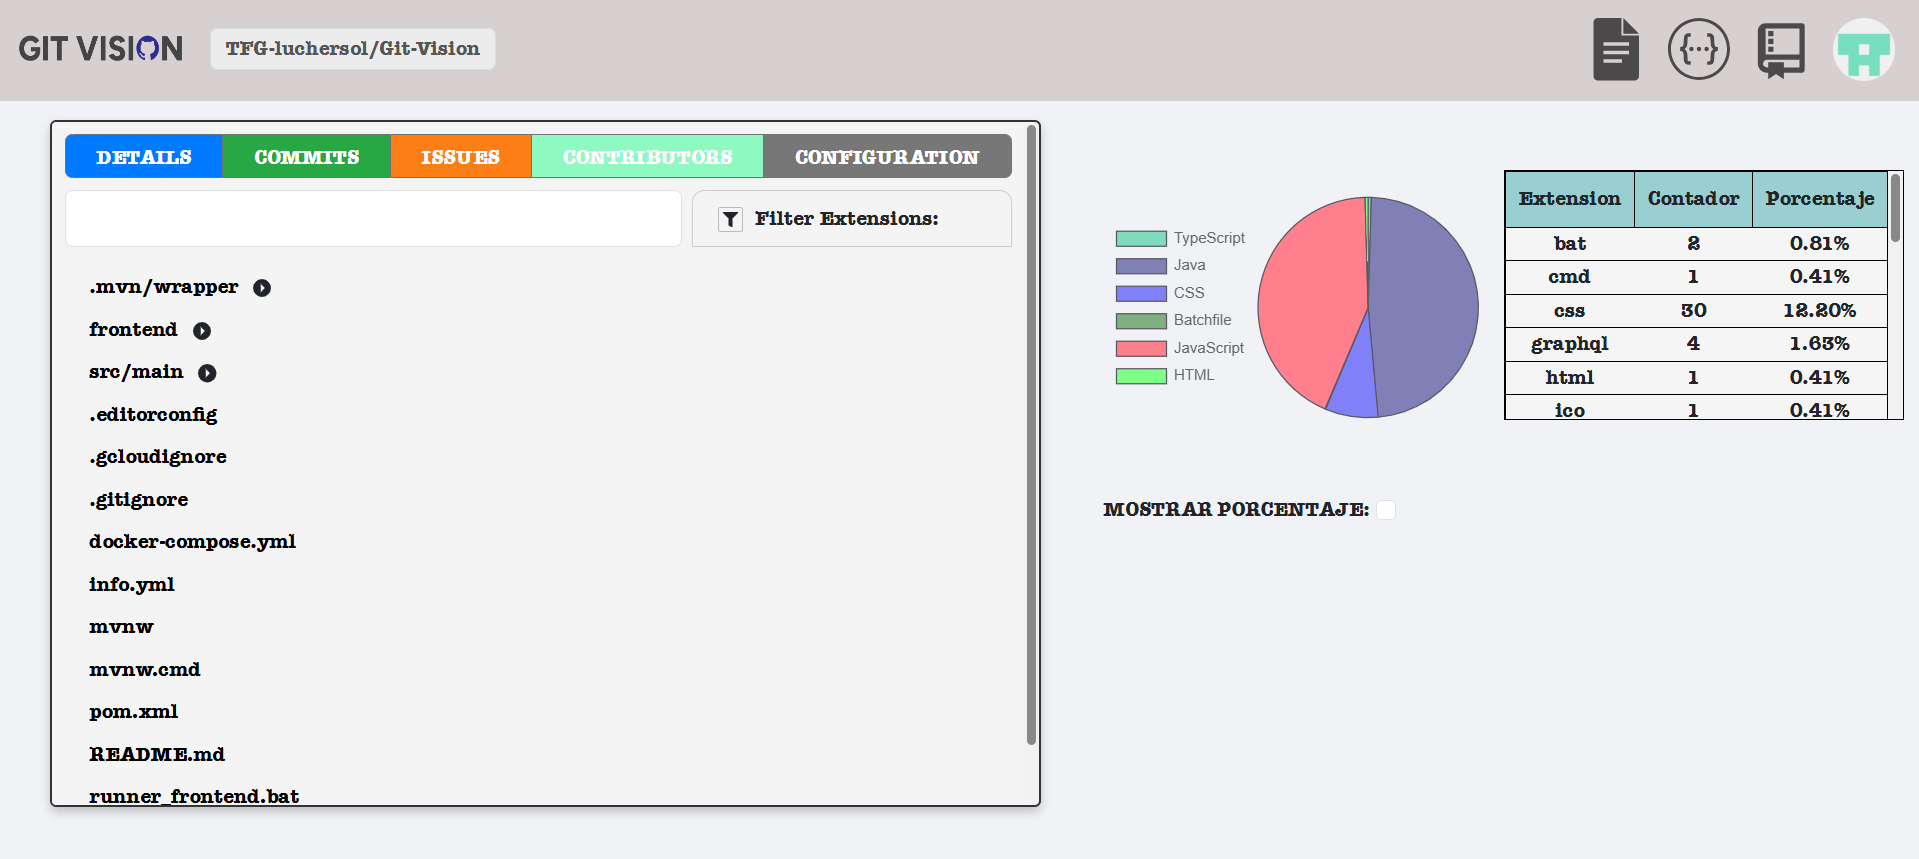 GIT VISION
TFG-luchersol/Git-Vision
DETAILS
COMMITS
ISSUES
CONTRIBUTORS
CONFIGURATION
Filter Extensions:
.mvn/wrapper
frontend
src/main
.editorconfig
.gcloudignore
.gitignore
docker-compose.yml
info.yml
mvnw
mvnw.cmd
pom.xml
README.md
runner_frontend.bat
TypeScript
Java
CSS
Batchfile
JavaScript
HTML
Extension Contador Porcentaje
bat 2 0.81%
cmd 1 0.41%
css 30 12.20%
graphql 4 1.63%
html 1 0.41%
ico 1 0.41%
MOSTRAR PORCENTAJE: